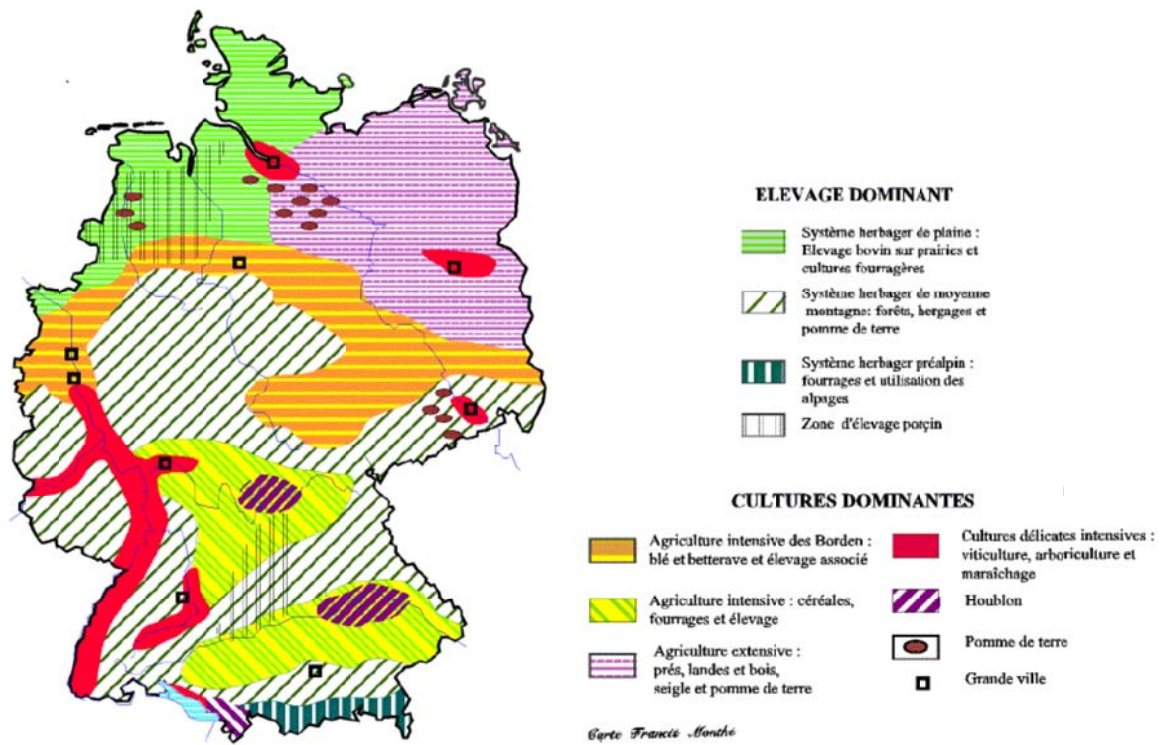 ELEVAGE DOMINANT
Système herbager de plaine :
Elevage bovin sur prairies et
cultures fourragères
Système herbager de moyenne
montagne: forêts, hergages et
pomme de terre
Système herbager préalpin :
fourrages et utilisation des
alpages
Zone d'élevage porçin
CULTURES DOMINANTES
Agriculture intensive des Borden :
blé et betterave et élevage associé
Agriculture intensive : céréales,
fourrages et élevage
Agriculture extensive :
prés, landes et bois,
seigle et pomme de terre
Cultures délicates intensives :
viticulture, arboriculture et
maraîchage
Houblon
Pomme de terre
Grande ville
Carte Francis Monthé